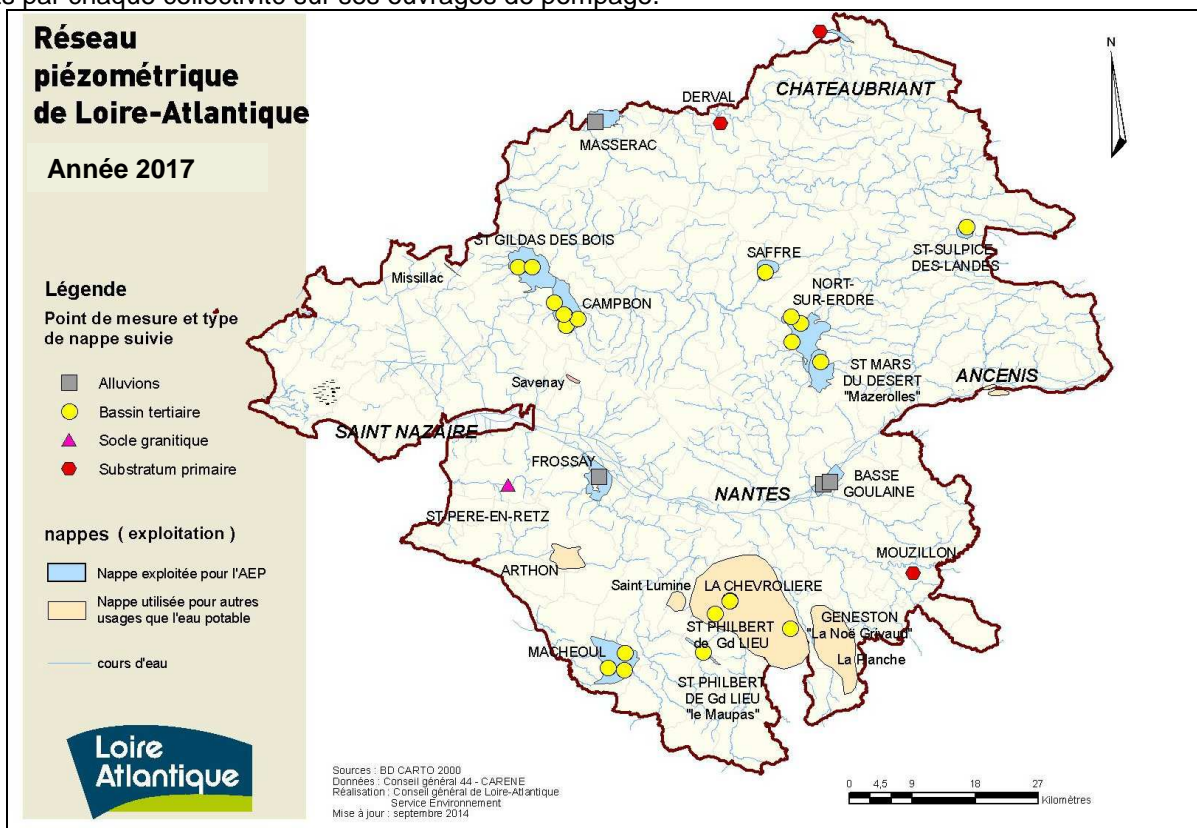 par chaque collectivité sur ses ouvrages de pompage.
Réseau
piézométrique
de Loire-Atlantique
Année 2017
Légende
Point de mesure et type
de nappe suivie
Alluvions
Bassin tertiaire
Socle granitique
Substratum primaire
nappes ( exploitation )
Nappe exploitée pour l'AEP
Nappe utilisée pour autres
usages que l'eau potable
cours d'eau
Loire
Atlantique
N
CHATEAUBRIANT
DERVAL
MASSERAC
ST GILDAS DES BOIS
Missillac
CAMPBON
SAFFRE
ST-SULPICE
DES-LANDES
NORT-
SUR-ERDRE
ST MARS
DU DESERT
"Mazerolles"
ANCENIS
Savenay
SAINT NAZAIRE
FROSSAY
NANTES
BASSE
GOULAINE
ST-PERE-EN-RETZ
MOUZILLON
ARTHON
Saint Lumine
LA CHEVROLIERE
ST PHILBERT
de Gd LIEU
GENESTON
"La Noë Grivaud"
La Planche
MACHEOUL
ST PHILBERT
DE Gd LIEU
"le Maupas"
Sources : BD CARTO 2000
Données : Conseil général 44 - CARENE
Réalisation : Conseil général de Loire-Atlantique
Service Environnement
Mise à jour : septembre 2014
0 4,5 9 18 27
Kilomètres